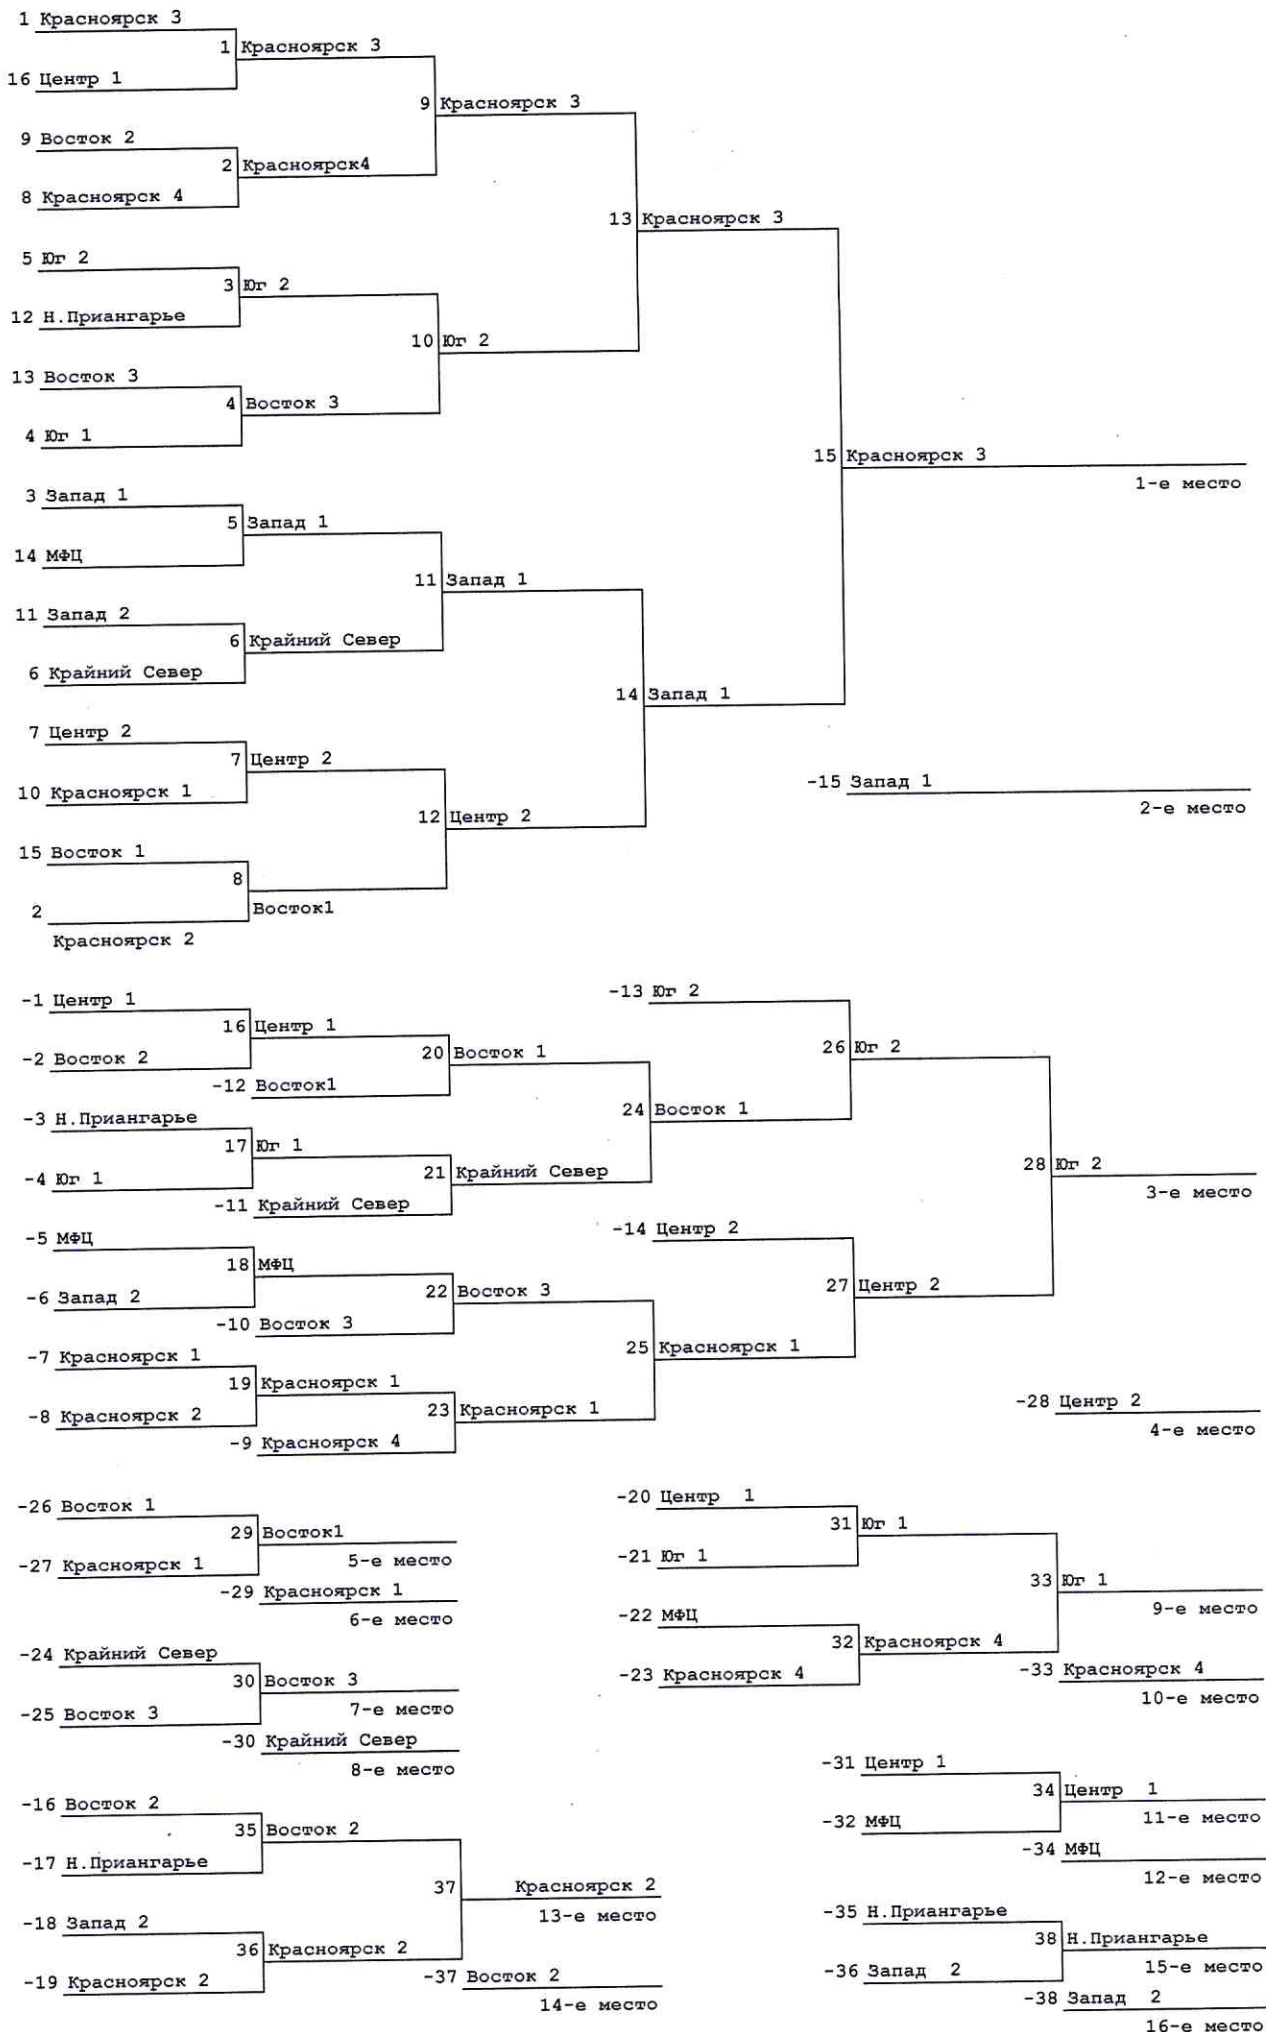 1 Красноярск 3
1 Красноярск 3
16 Центр 1
9 Красноярск 3
9 Восток 2
2 Красноярск4
8 Красноярск 4
13 Красноярск 3
5 Юг 2
3 Юг 2
12 Н.Приангарье
10 Юг 2
13 Восток 3
4 Восток 3
4 Юг 1
15 Красноярск 3
1-е место
3 Запад 1
5 Запад 1
14 МФЦ
11 Запад 1
11 Запад 2
6 Крайний Север
6 Крайний Север
14 Запад 1
7 Центр 2
7 Центр 2
10 Красноярск 1
-15 Запад 1
2-е место
12 Центр 2
15 Восток 1
8
Восток1
2
Красноярск 2
-1 Центр 1
-13 Юг 2
16 Центр 1
-2 Восток 2
20 Восток 1
26 Юг 2
-12 Восток1
-3 Н.Приангарье
24 Восток 1
17 Юг 1
-4 Юг 1
21 Крайний Север
28 Юг 2
3-е место
-11 Крайний Север
-5 МФЦ
-14 Центр 2
18 МФЦ
-6 Запад 2
22 Восток 3
27 Центр 2
-10 Восток 3
-7 Красноярск 1
25 Красноярск 1
19 Красноярск 1
-8 Красноярск 2
23 Красноярск 1
-28 Центр 2
4-е место
-9 Красноярск 4
-26 Восток 1
29 Восток1
-27 Красноярск 1
5-е место
-29 Красноярск 1
6-е место
-24 Крайний Север
30 Восток 3
-25 Восток 3
7-е место
-30 Крайний Север
8-е место
-20 Центр 1
31 Юг 1
-21 Юг 1
33 Юг 1
9-е место
-22 МФЦ
32 Красноярск 4
-23 Красноярск 4
-33 Красноярск 4
10-е место
-31 Центр 1
34 Центр 1
-32 МФЦ
11-е место
-34 МФЦ
12-е место
-16 Восток 2
35 Восток 2
-17 Н.Приангарье
37 Красноярск 2
13-е место
-18 Запад 2
36 Красноярск 2
-19 Красноярск 2
-37 Восток 2
14-е место
-35 Н.Приангарье
38 Н.Приангарье
-36 Запад 2
15-е место
-38 Запад 2
16-е место